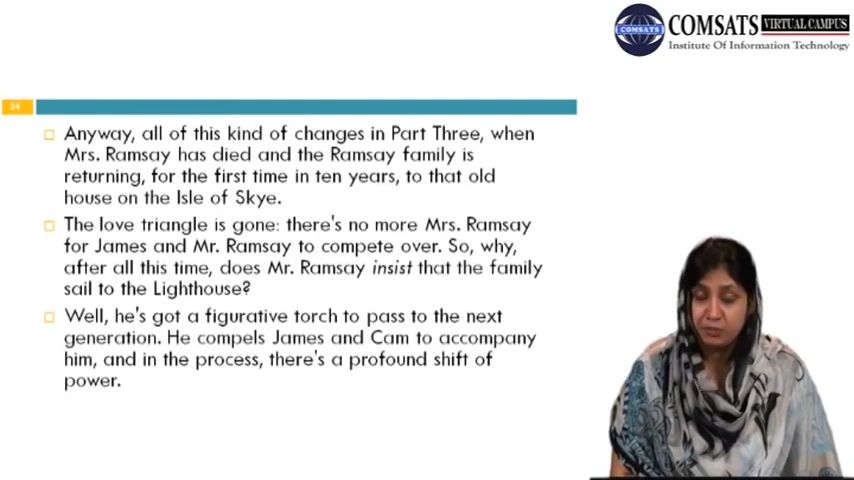 COMSATS
COMSATS VIRTUAL CAMPUS
Institute Of Information Technology
34
Anyway, all of this kind of changes in Part Three, when
Mrs. Ramsay has died and the Ramsay family is
returning, for the first time in ten years, to that old
house on the Isle of Skye.
The love triangle is gone: there's no more Mrs. Ramsay
for James and Mr. Ramsay to compete over. So, why,
after all this time, does Mr. Ramsay insist that the family
sail to the Lighthouse?
Well, he's got a figurative torch to pass to the next
generation. He compels James and Cam to accompany
him, and in the process, there's a profound shift of
power.